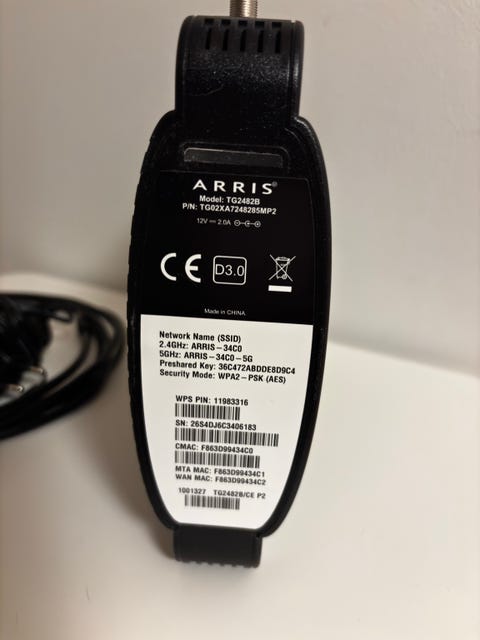 ARRIS®
Model: TG2482B
P/N: TG02XA7248285MP2
12V 2.0A
CE D3.0
Made in CHINA
Network Name (SSID)
2.4GHz: ARRIS-34C0
5GHz: ARRIS-34C0-5G
Preshared Key: 36C472ABDDE8D9C4
Security Mode: WPA2-PSK (AES)
WPS PIN: 11983316
SN: 26S4DJ6C3406183
CMAC: F863D99434C0
MTA MAC: F863D99434C1
WAN MAC: F863D99434C2
1001327 TG2482B/CE P2